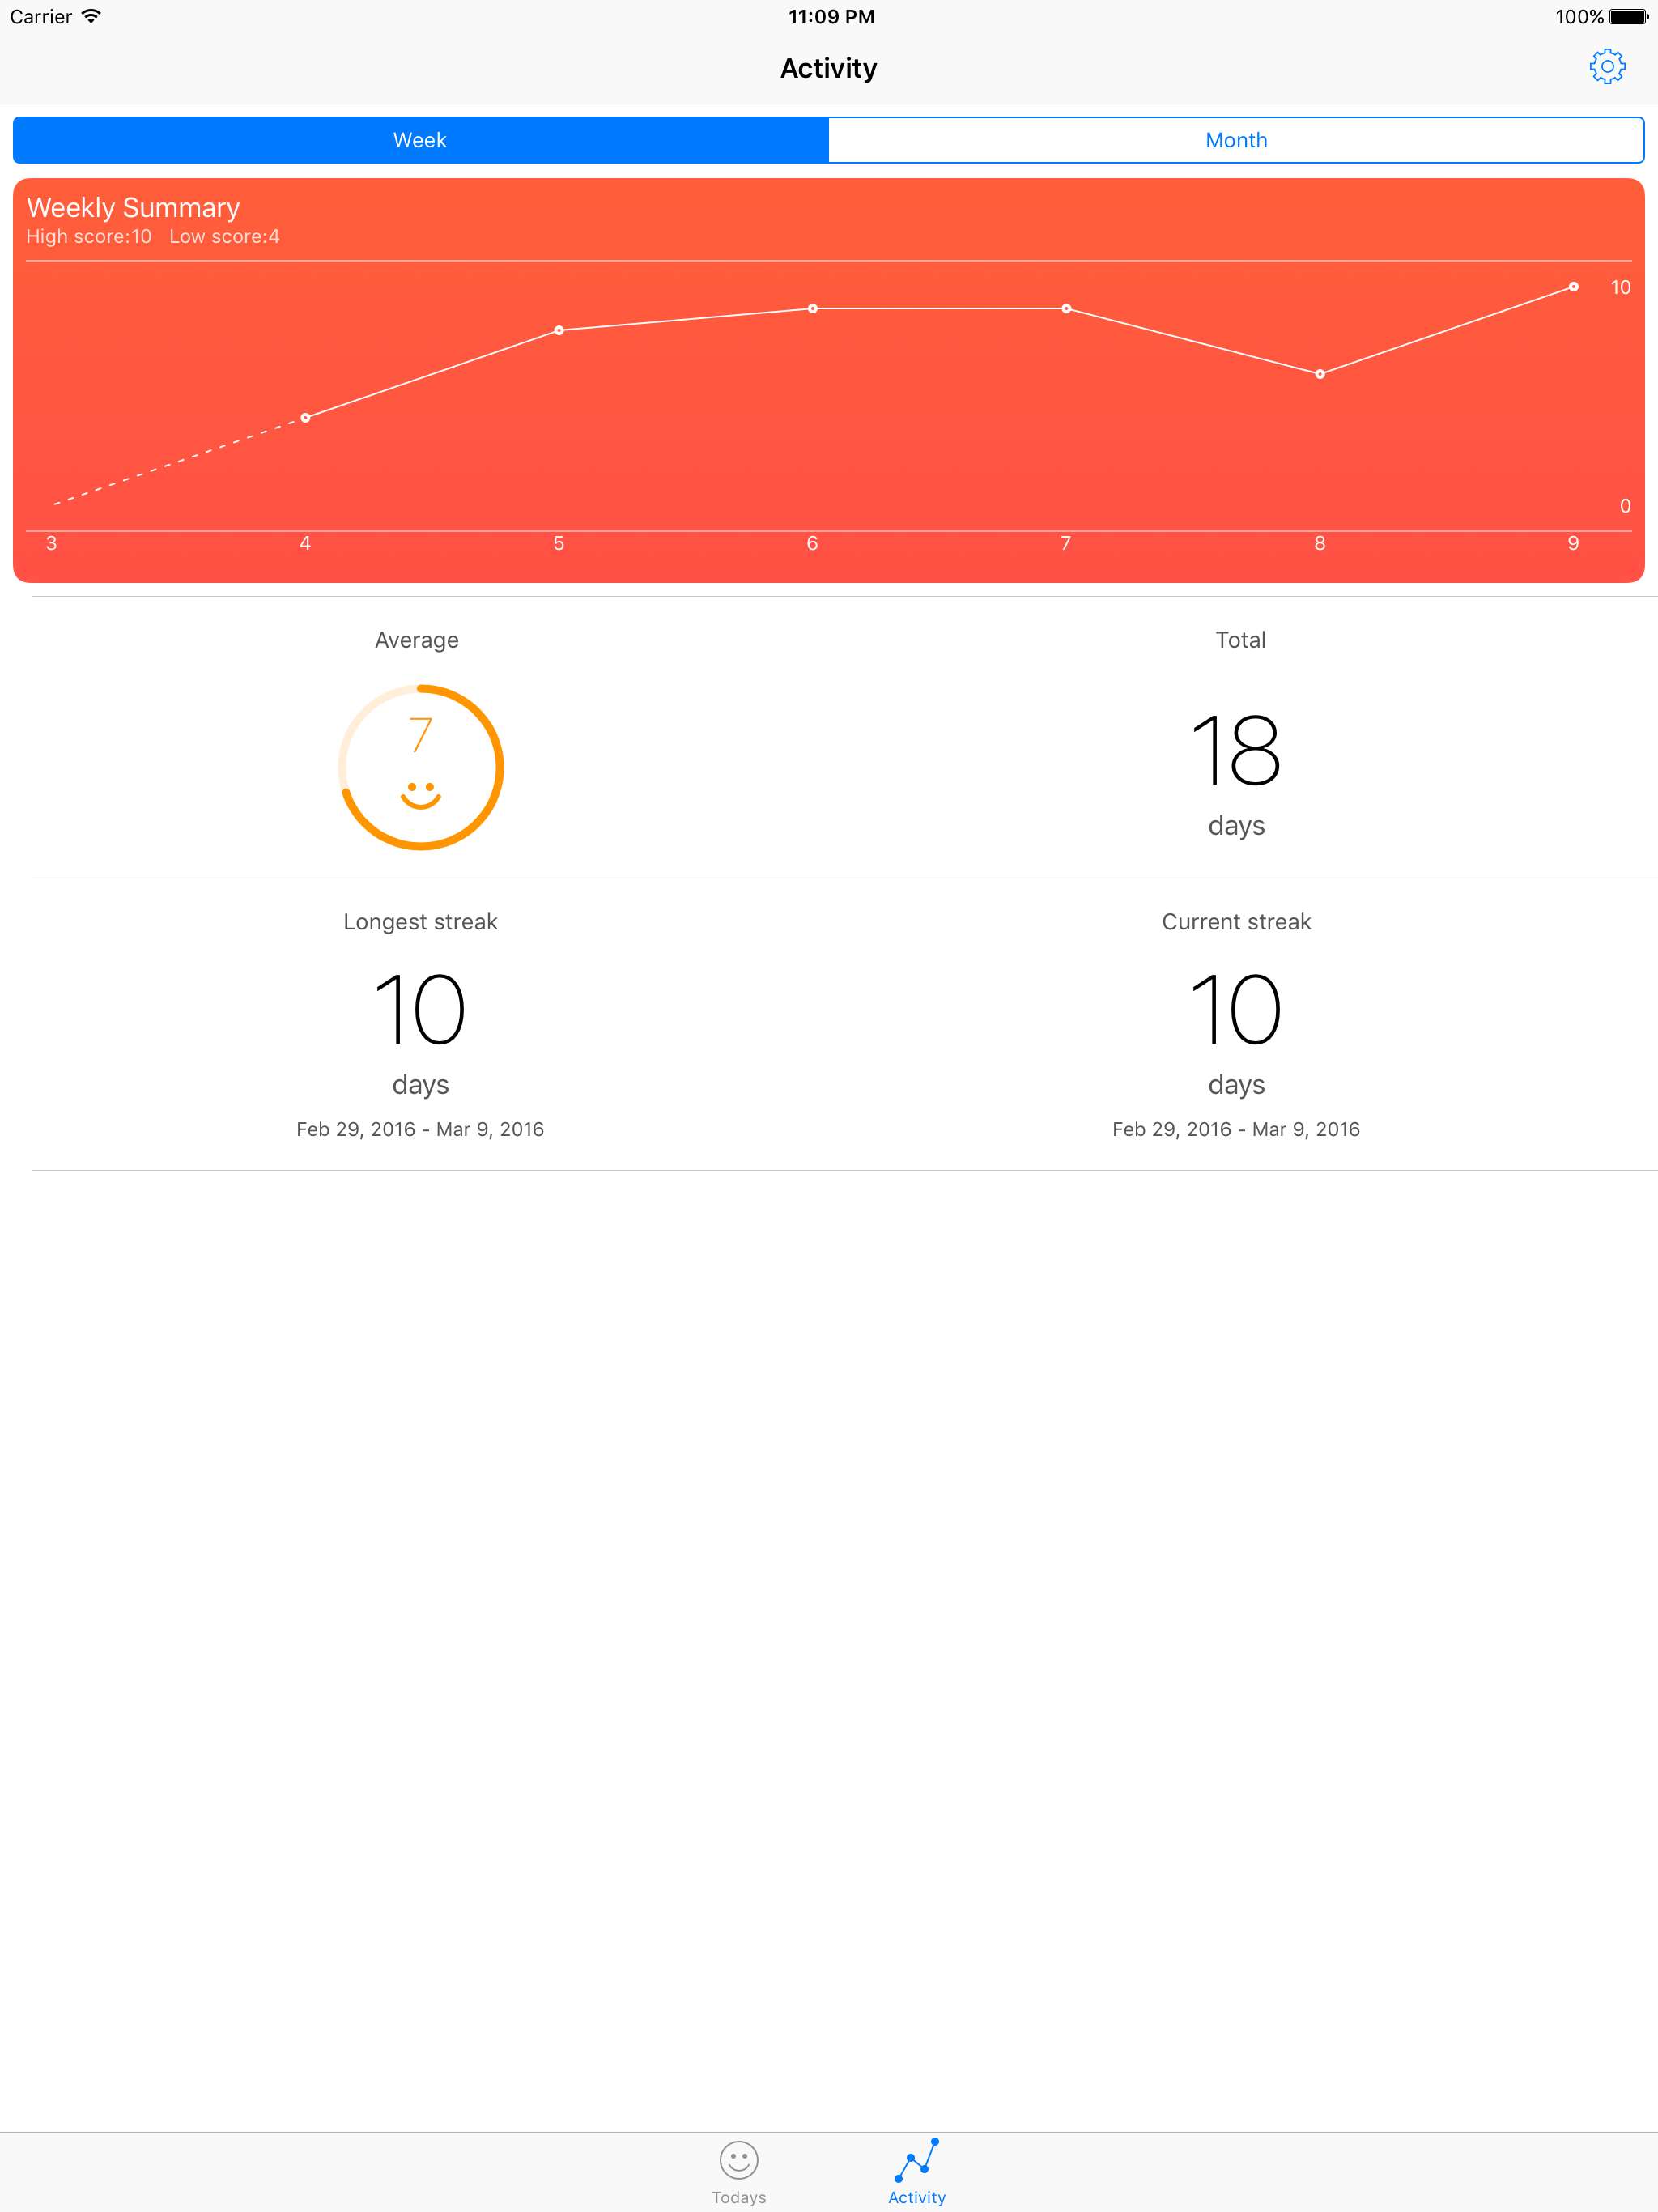 Carrier 11:09 PM 100%
Activity
Week Month
Weekly Summary
High score:10 Low score:4
10
0
3 4 5 6 7 8 9
Average Total
7
18
days
Longest streak Current streak
10 10
days days
Feb 29, 2016 - Mar 9, 2016 Feb 29, 2016 - Mar 9, 2016
Todays Activity